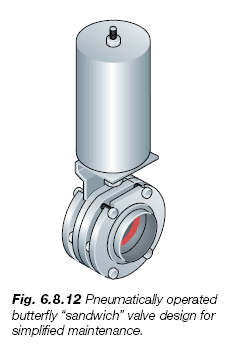 Fig. 6.8.12 Pneumatically operated
butterfly “sandwich” valve design for
simplified maintenance.